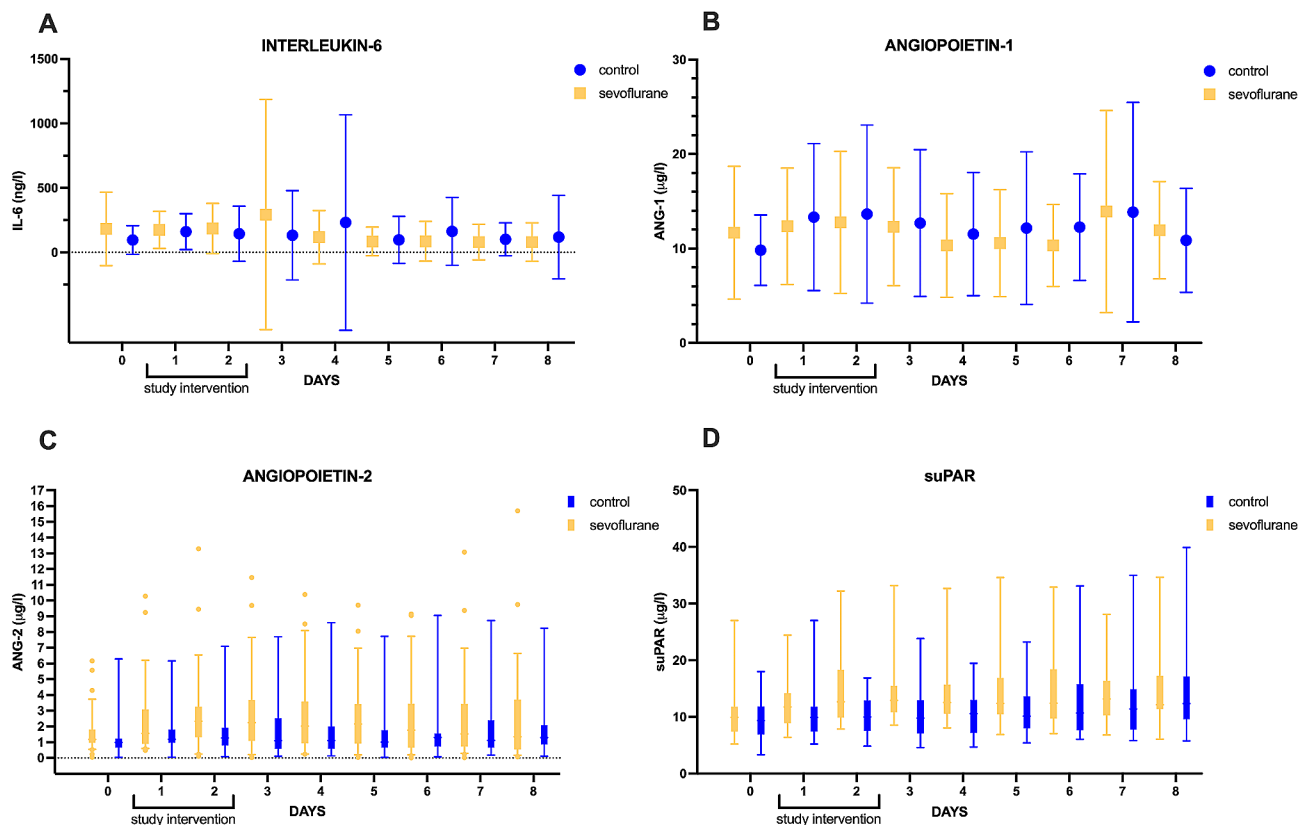 A
INTERLEUKIN-6
1500
1000
500
0
IL-6 (ng/l)
control
sevoflurane
0 1 2 3 4 5 6 7 8
study intervention
DAYS
B
ANGIOPOIETIN-1
30
20
10
0
ANG-1 (µg/l)
control
sevoflurane
0 1 2 3 4 5 6 7 8
study intervention
DAYS
C
ANGIOPOIETIN-2
17
16
15
14
13
12
11
10
9
8
7
6
5
4
3
2
1
0
ANG-2 (µg/l)
control
sevoflurane
0 1 2 3 4 5 6 7 8
study intervention
DAYS
D
suPAR
50
40
30
20
10
0
suPAR (µg/l)
control
sevoflurane
0 1 2 3 4 5 6 7 8
study intervention
DAYS